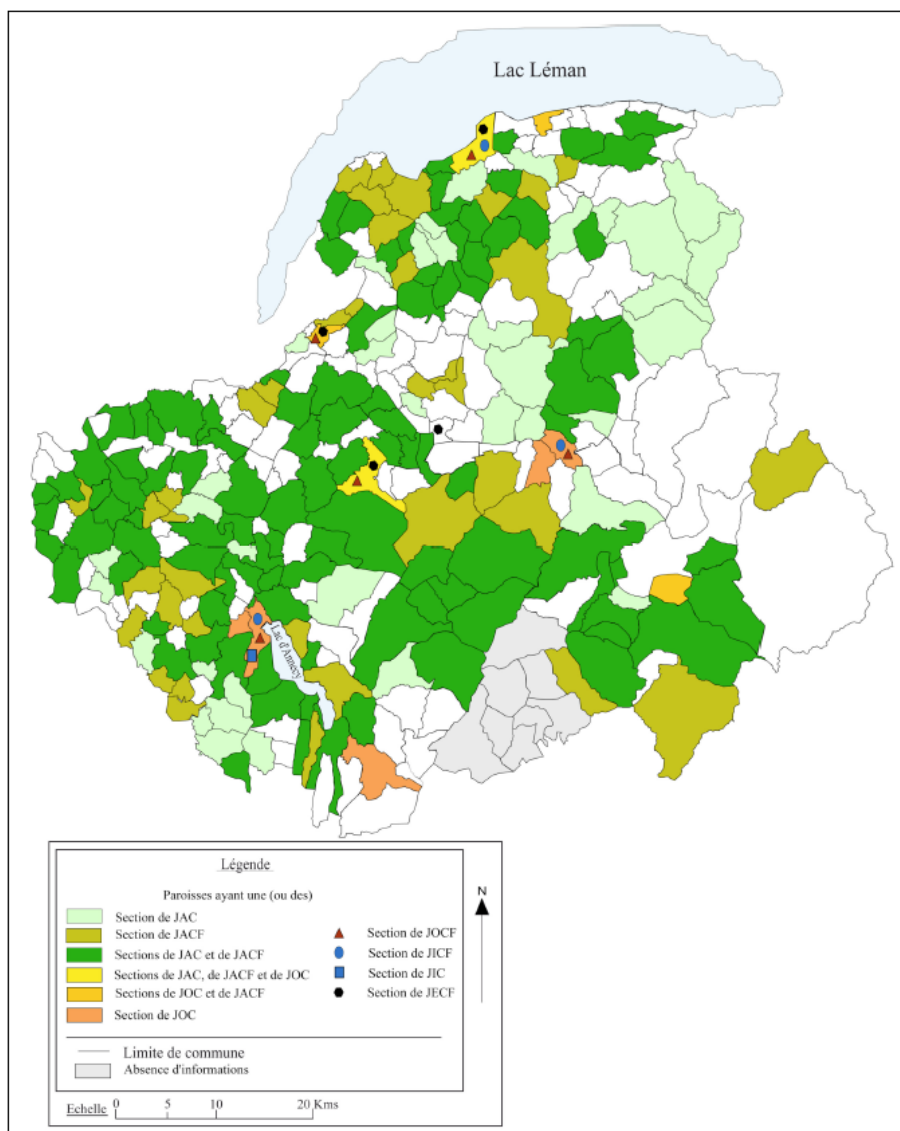 Lac Léman
Lac d'Annecy
Légende
Paroisses ayant une (ou des)
Section de JAC
Section de JACF
Sections de JAC et de JACF
Sections de JAC, de JACF et de JOC
Sections de JOC et de JACF
Section de JOC
Section de JOCF
Section de JICF
Section de JIC
Section de JECF
Limite de commune
Absence d'informations
Echelle 0 5 10 20 Kms
N